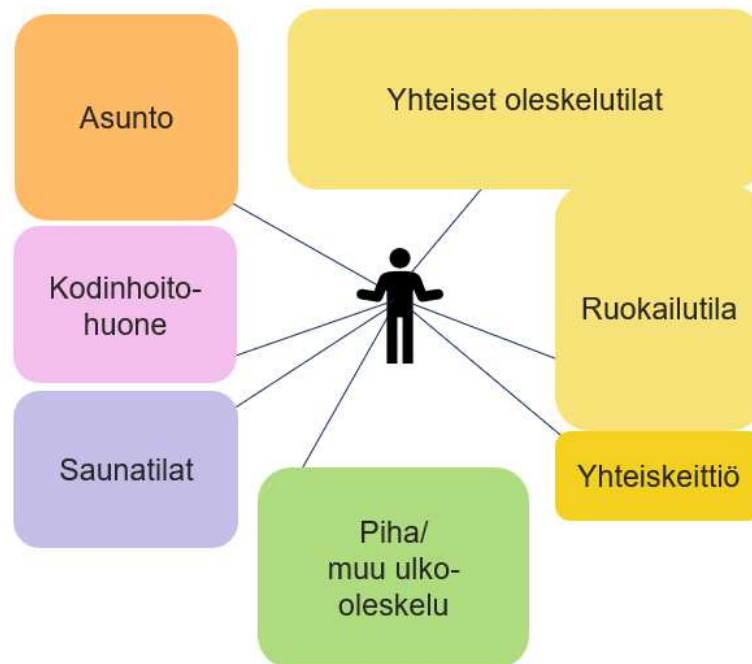 Asunto
Yhteiset oleskelutilat
Kodinhoito-
huone
Ruokailutila
Saunatilat
Yhteiskeittiö
Piha/
muu ulko-
oleskelu